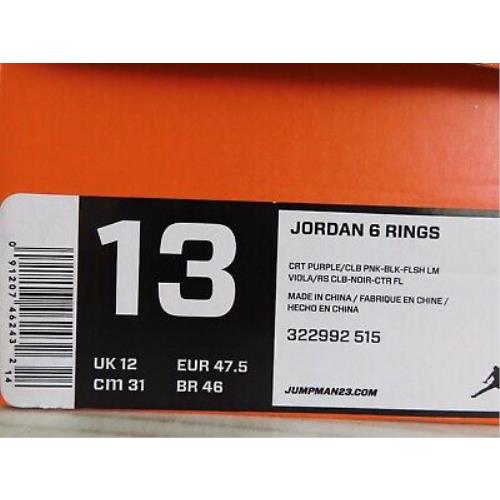 0 91207 46243 2 14
13
UK 12 EUR 47.5
cm 31 BR 46
JORDAN 6 RINGS
CRT PURPLE/CLB PNK-BLK-FLSH LM
VIOLA/RS CLB-NOIR-CTR FL
MADE IN CHINA / FABRIQUE EN CHINE /
HECHO EN CHINA
322992 515
JUMPMAN23.COM